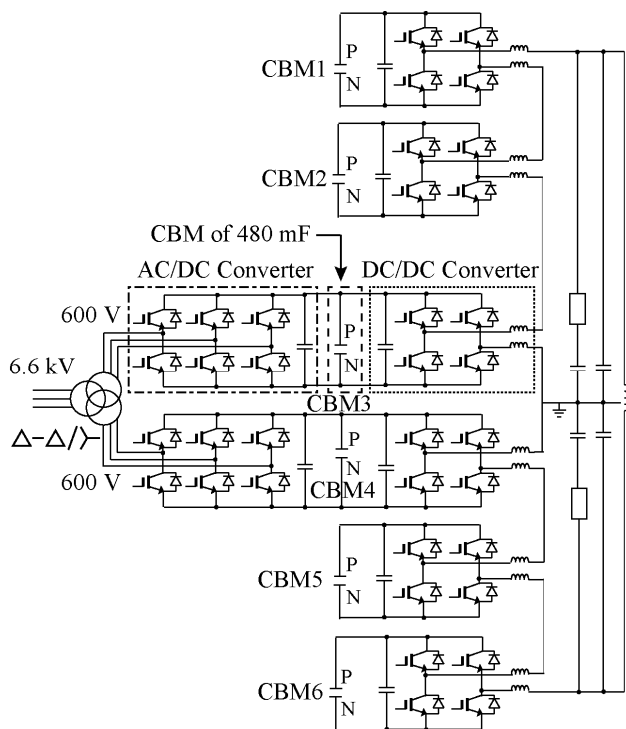 P
CBM1
N
P
CBM2
N
CBM of 480 mF
AC/DC Converter
DC/DC Converter
600 V
P
6.6 kV
N
CBM3
Δ-Δ/Y
P
N
600 V
CBM4
P
CBM5
N
P
CBM6
N